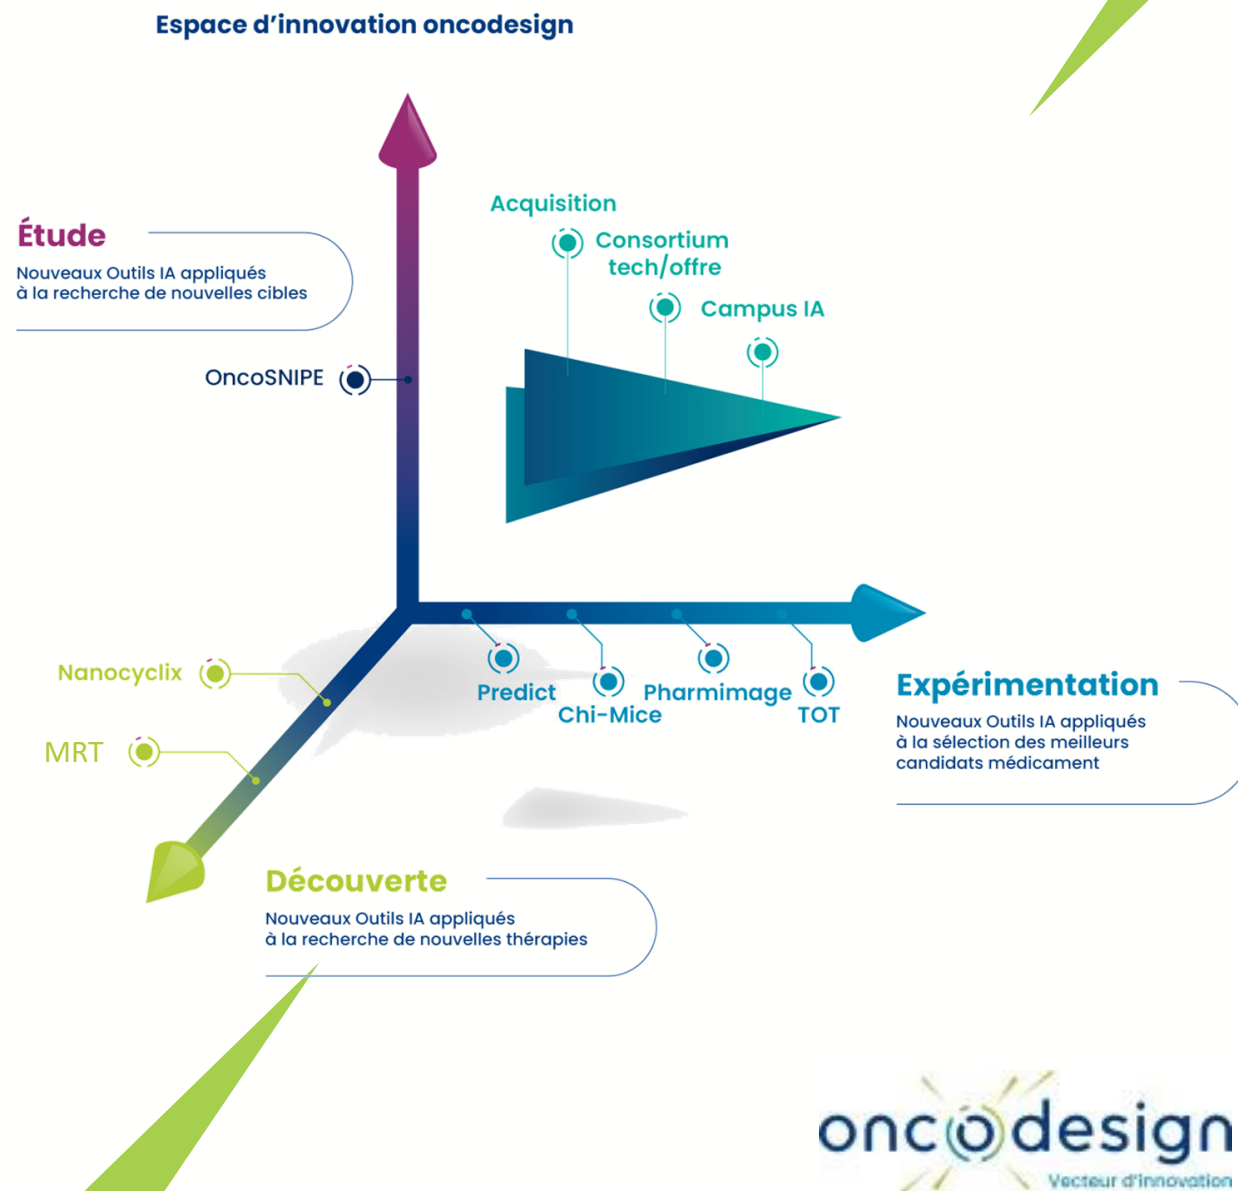 Espace d’innovation oncodesign
Étude
Nouveaux Outils IA appliqués
à la recherche de nouvelles cibles
OncoSNIPE
Acquisition
Consortium
tech/offre
Campus IA
Nanocyclix
MRT
Predict
Chi-Mice
Pharmimage
TOT
Expérimentation
Nouveaux Outils IA appliqués
à la sélection des meilleurs
candidats médicament
Découverte
Nouveaux Outils IA appliqués
à la recherche de nouvelles thérapies
oncodesign
Vecteur d'innovation